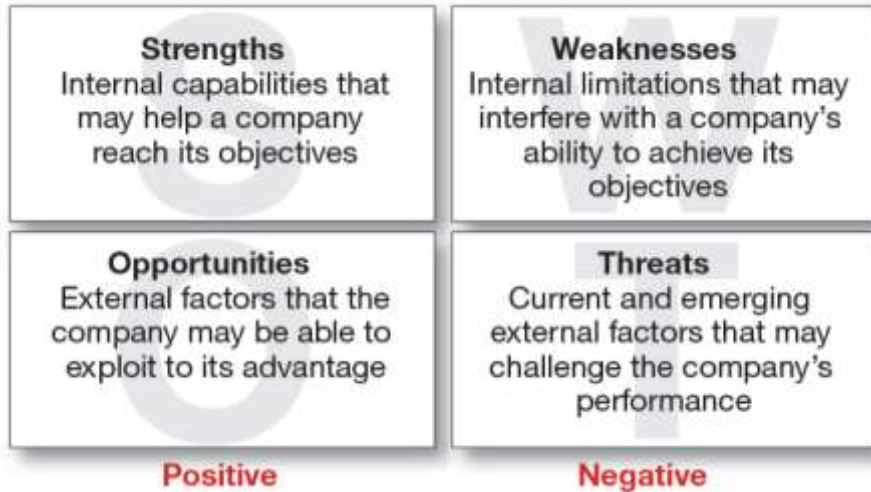 Strengths
Internal capabilities that
may help a company
reach its objectives
Weaknesses
Internal limitations that may
interfere with a company's
ability to achieve its
objectives
Opportunities
External factors that the
company may be able to
exploit to its advantage
Threats
Current and emerging
external factors that may
challenge the company's
performance
Positive
Negative
S
W
O
T